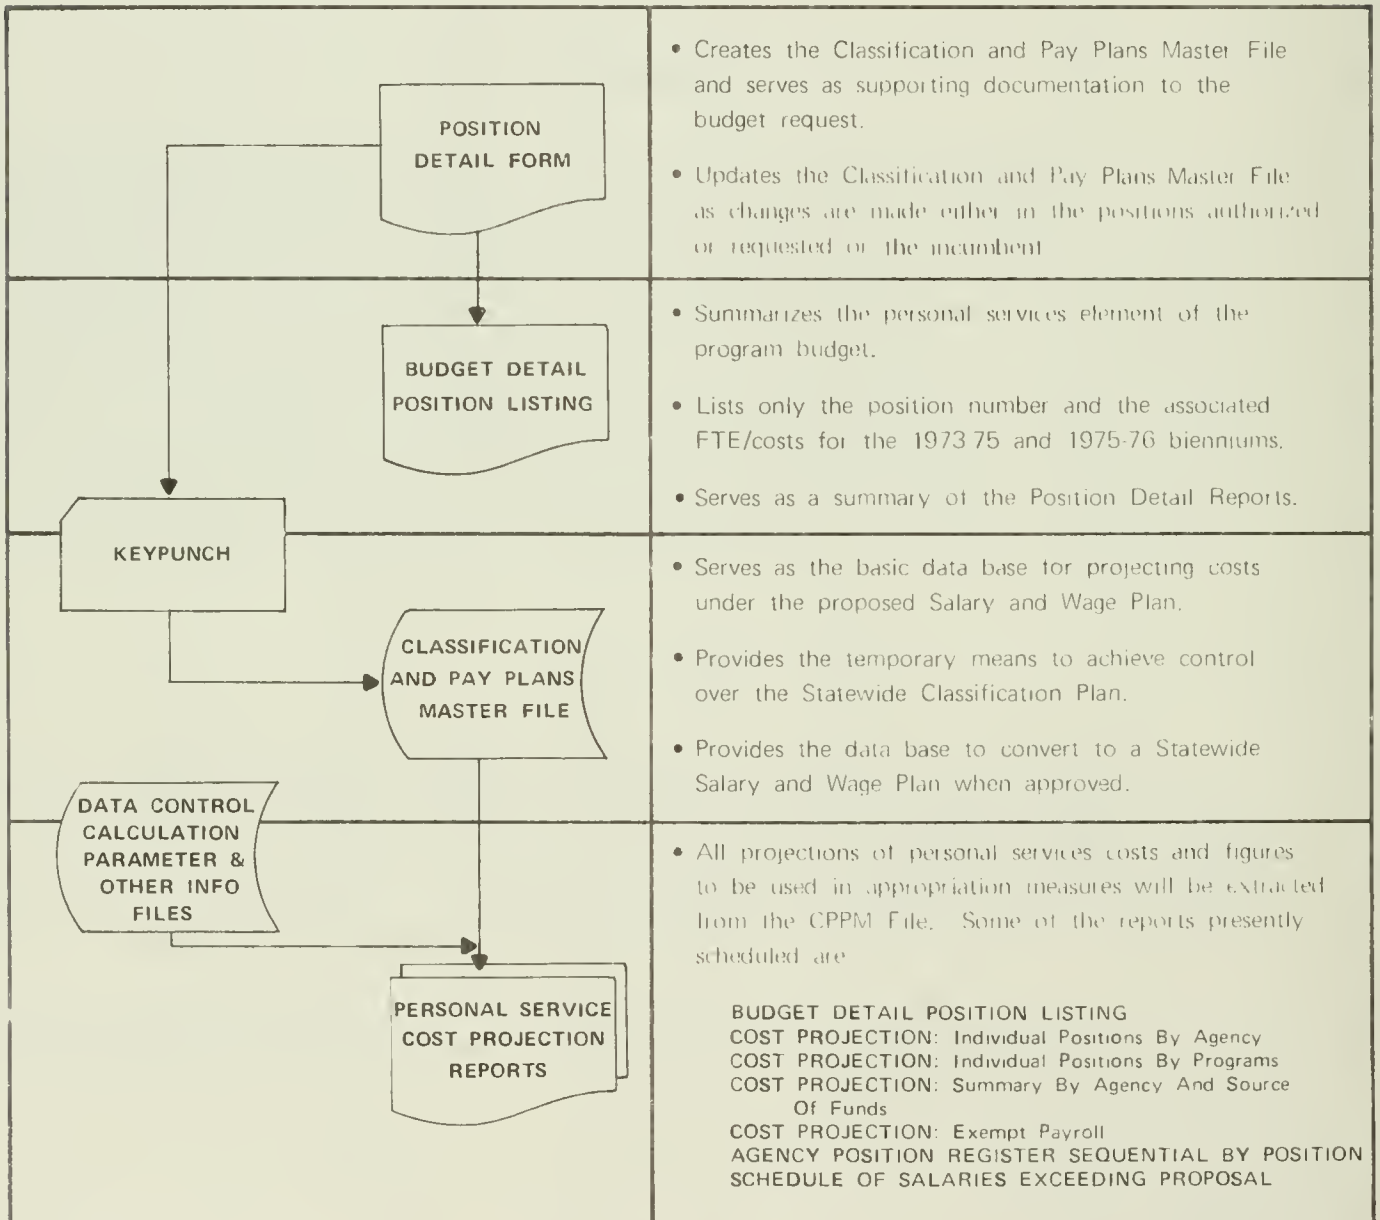 POSITION
DETAIL FORM
• Creates the Classification and Pay Plans Master File
and serves as supporting documentation to the
budget request.
• Updates the Classification and Pay Plans Master File
as changes are made either in the positions authorized
or requested or the incumbent
BUDGET DETAIL
POSITION LISTING
• Summarizes the personal services element of the
program budget.
• Lists only the position number and the associated
FTE/costs for the 1973 75 and 1975-76 bienniums.
• Serves as a summary of the Position Detail Reports.
KEYPUNCH
CLASSIFICATION
AND PAY PLANS
MASTER FILE
• Serves as the basic data base for projecting costs
under the proposed Salary and Wage Plan.
• Provides the temporary means to achieve control
over the Statewide Classification Plan.
• Provides the data base to convert to a Statewide
Salary and Wage Plan when approved.
DATA CONTROL
CALCULATION
PARAMETER &
OTHER INFO
FILES
PERSONAL SERVICE
COST PROJECTION
REPORTS
• All projections of personal services costs and figures
to be used in appropriation measures will be extracted
from the CPPM File. Some of the reports presently
scheduled are
BUDGET DETAIL POSITION LISTING
COST PROJECTION: Individual Positions By Agency
COST PROJECTION: Individual Positions By Programs
COST PROJECTION: Summary By Agency And Source
Of Funds
COST PROJECTION: Exempt Payroll
AGENCY POSITION REGISTER SEQUENTIAL BY POSITION
SCHEDULE OF SALARIES EXCEEDING PROPOSAL